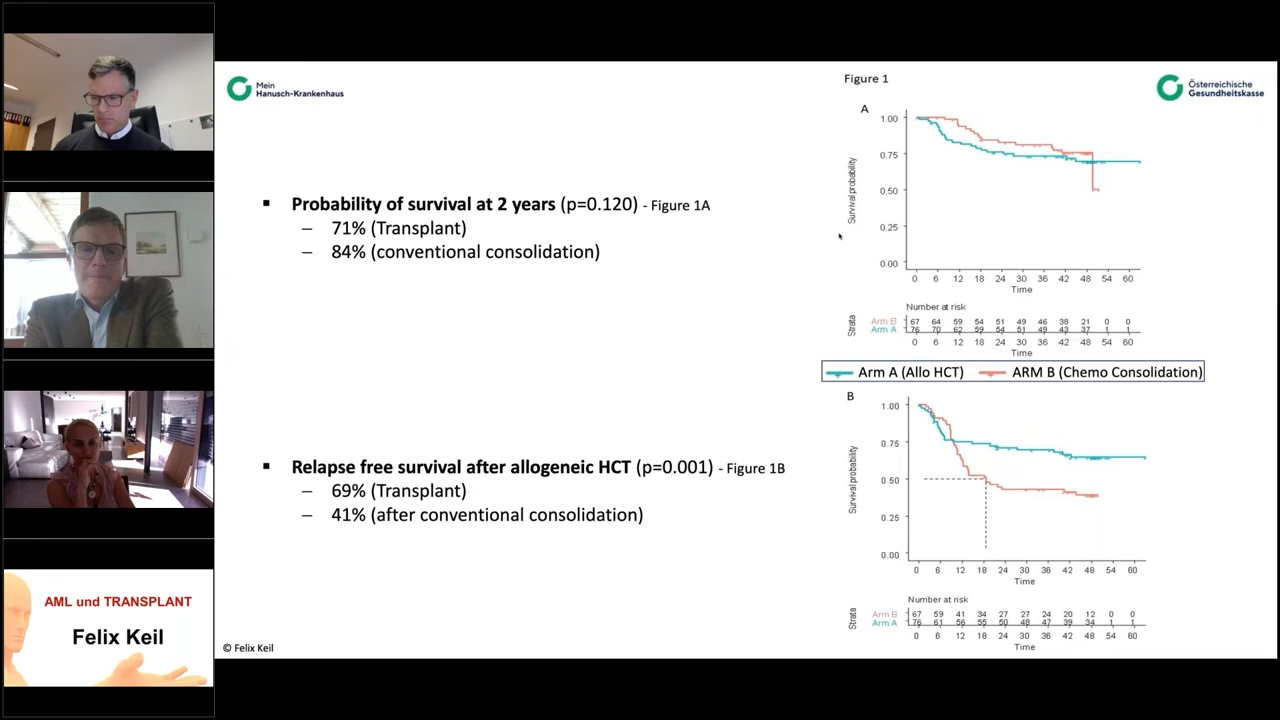 Mein
Hanusch-Krankenhaus
Figure 1
Österreichische
Gesundheitskasse
▪ Probability of survival at 2 years (p=0.120) - Figure 1A
– 71% (Transplant)
– 84% (conventional consolidation)
A
1.00
0.75
0.50
0.25
0.00
Survival probability
0 6 12 18 24 30 36 42 48 54 60
Time
Number at risk
Strata
Arm B 67 64 59 54 51 49 46 38 21 0 0
Arm A 76 70 62 59 54 51 49 43 37 1 1
0 6 12 18 24 30 36 42 48 54 60
Time
Arm A (Allo HCT) ARM B (Chemo Consolidation)
▪ Relapse free survival after allogeneic HCT (p=0.001) - Figure 1B
– 69% (Transplant)
– 41% (after conventional consolidation)
B
1.00
0.75
0.50
0.25
0.00
Survival probability
0 6 12 18 24 30 36 42 48 54 60
Time
Number at risk
Strata
Arm B 67 59 41 34 27 27 24 20 12 0 0
Arm A 76 61 56 55 50 48 47 39 34 1 1
0 6 12 18 24 30 36 42 48 54 60
Time
© Felix Keil
AML und TRANSPLANT
Felix Keil